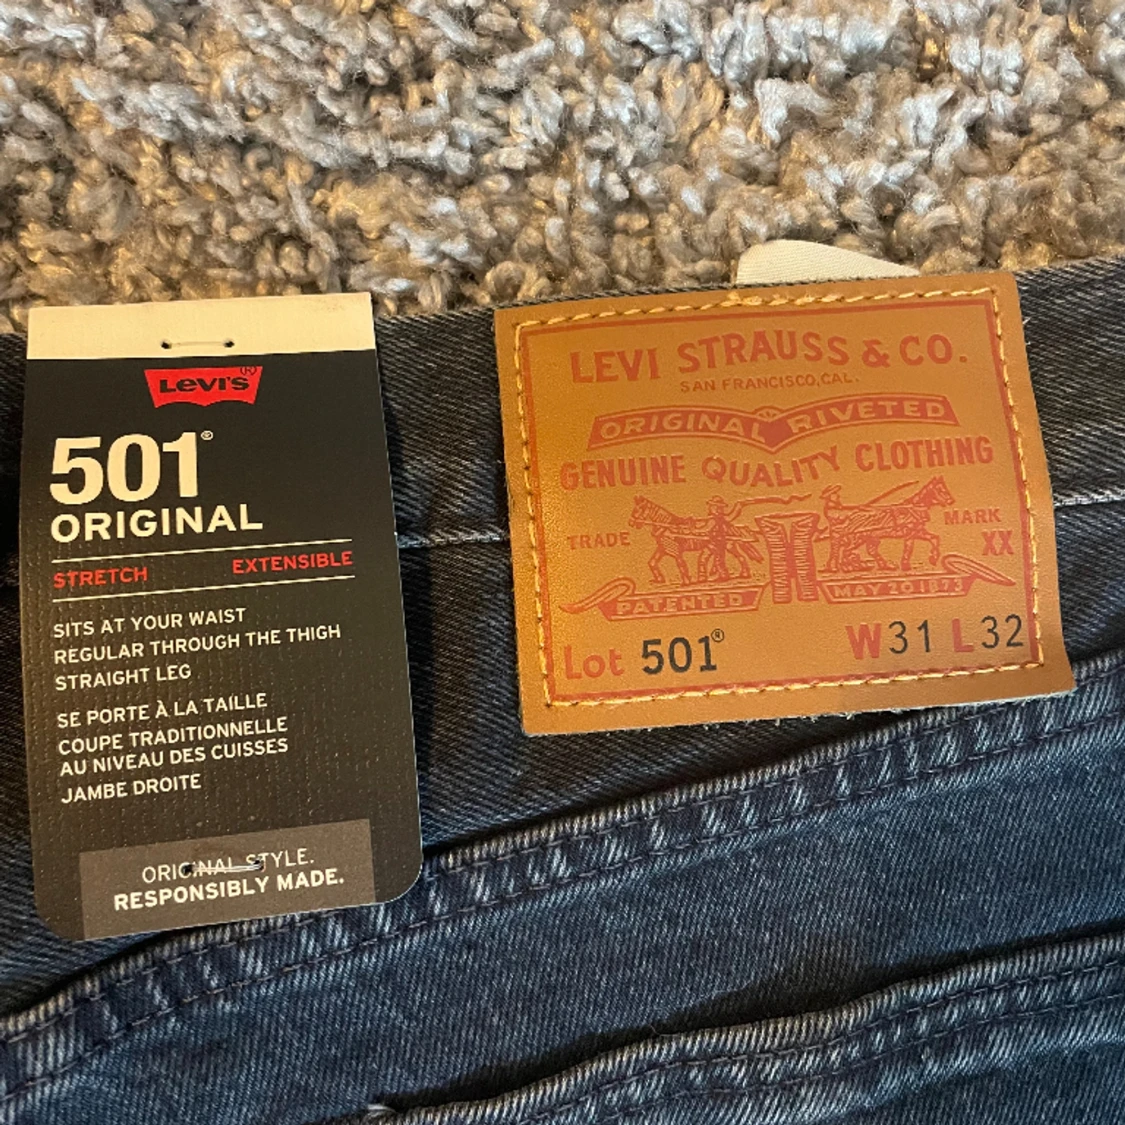 LEVI'S®
501®
ORIGINAL
STRETCH EXTENSIBLE
SITS AT YOUR WAIST
REGULAR THROUGH THE THIGH
STRAIGHT LEG
SE PORTE À LA TAILLE
COUPE TRADITIONNELLE
AU NIVEAU DES CUISSES
JAMBE DROITE
ORIGINAL STYLE.
RESPONSIBLY MADE.
LEVI STRAUSS & CO.
SAN FRANCISCO, CAL.
ORIGINAL RIVETED
GENUINE QUALITY CLOTHING
TRADE MARK
XX
PATENTED MAY 20 1873
Lot 501® W31 L32